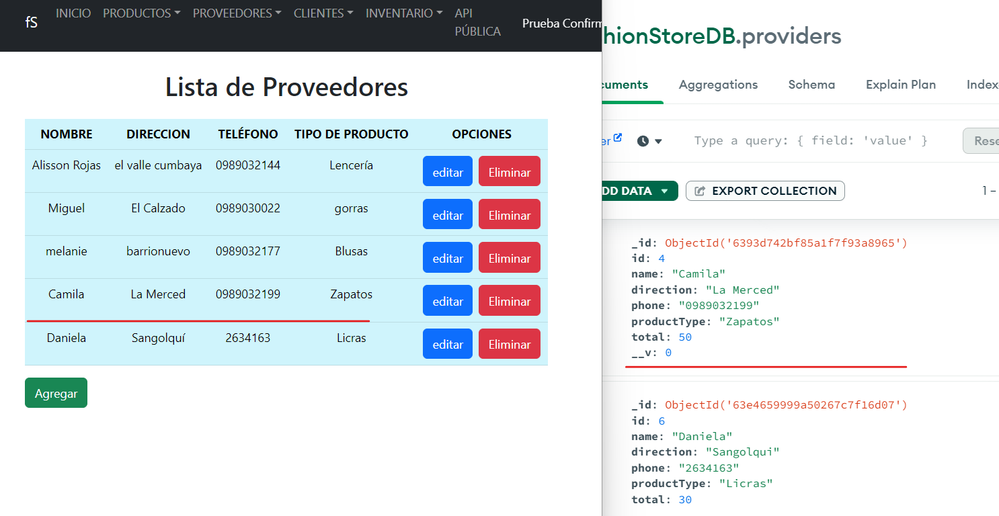 fS INICIO PRODUCTOS PROVEEDORES CLIENTES INVENTARIO API PÚBLICA Prueba Confirm
Lista de Proveedores
NOMBRE DIRECCION TELÉFONO TIPO DE PRODUCTO OPCIONES
Alisson Rojas el valle cumbaya 0989032144 Lencería editar Eliminar
Miguel El Calzado 0989030022 gorras editar Eliminar
melanie barrionuevo 0989032177 Blusas editar Eliminar
Camila La Merced 0989032199 Zapatos editar Eliminar
Daniela Sangolquí 2634163 Licras editar Eliminar
Agregar
hionStoreDB.providers
cuments Aggregations Schema Explain Plan Index
er Type a query: { field: 'value' } Rese
DD DATA EXPORT COLLECTION 1 –
_id: ObjectId('6393d742bf85a1f7f93a8965')
id: 4
name: "Camila"
direction: "La Merced"
phone: "0989032199"
productType: "Zapatos"
total: 50
__v: 0
_id: ObjectId('63e4659999a50267c7f16d07')
id: 6
name: "Daniela"
direction: "Sangolqui"
phone: "2634163"
productType: "Licras"
total: 30